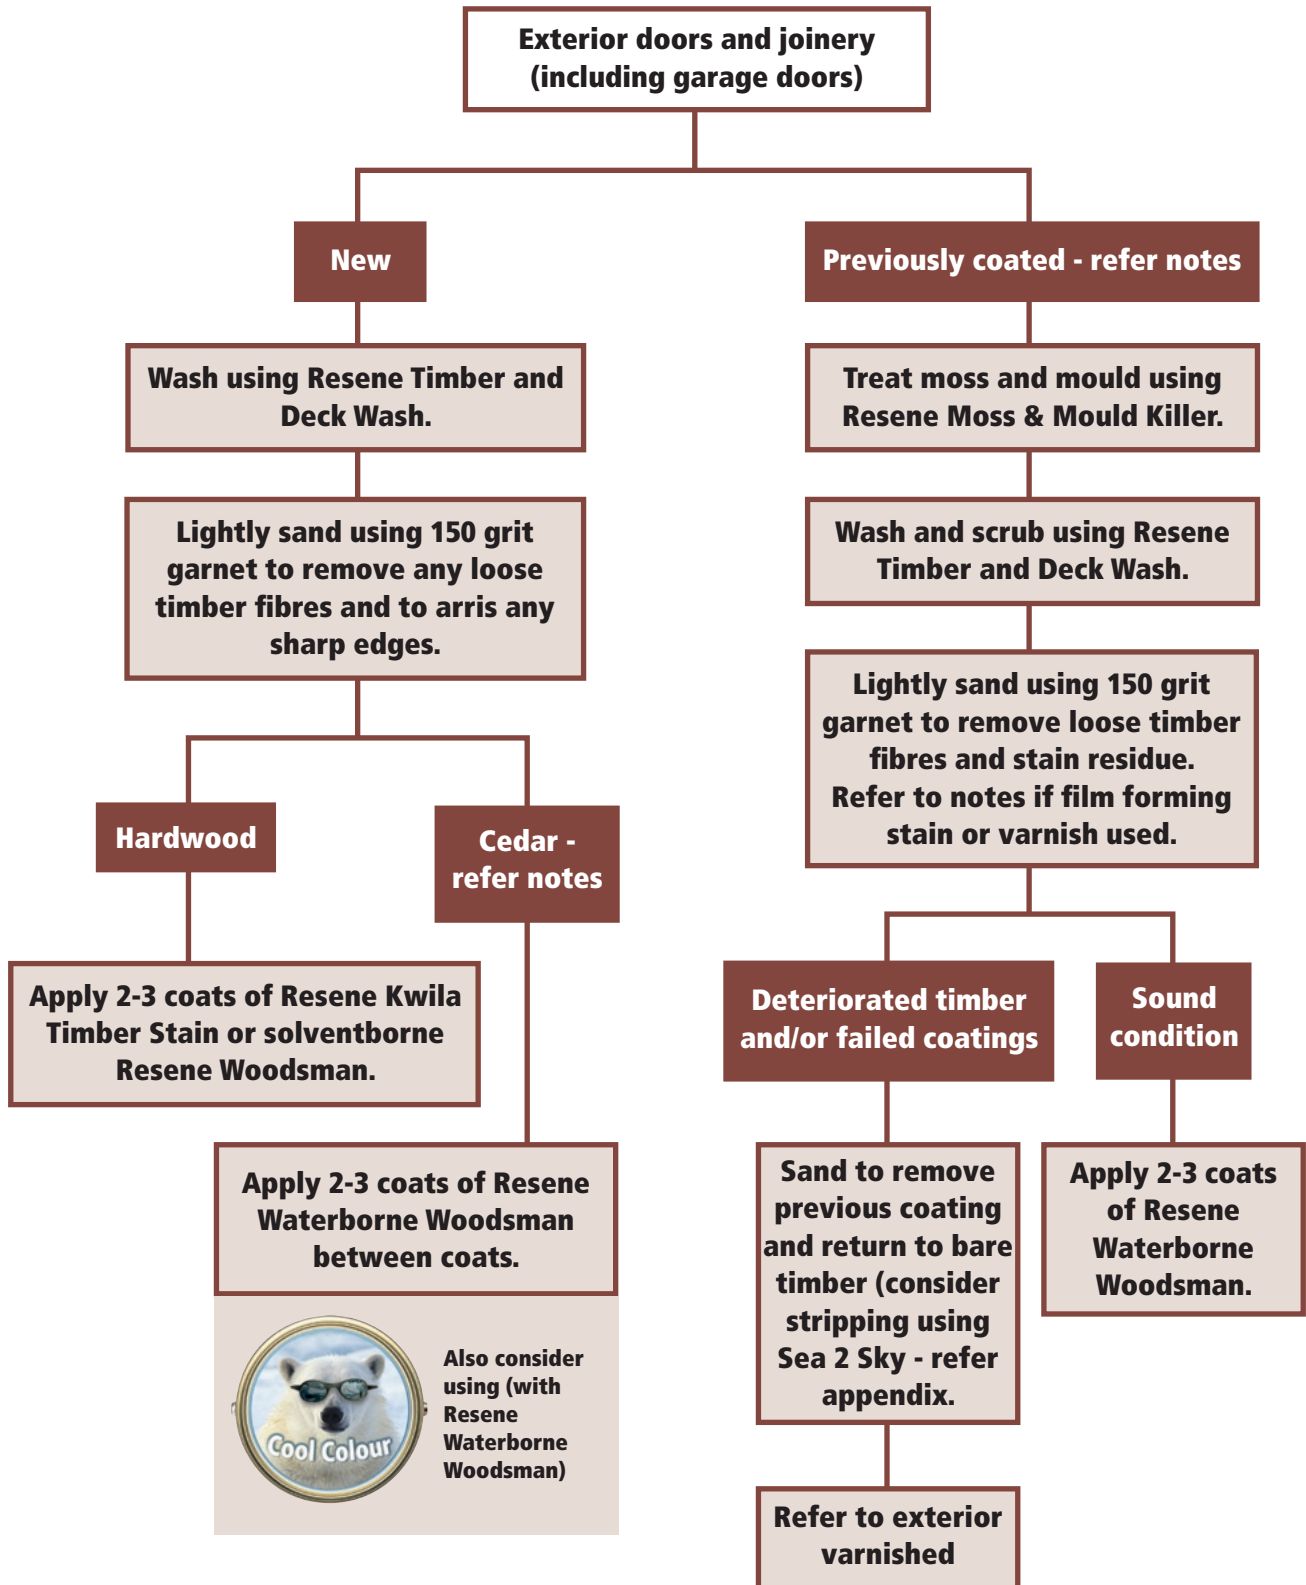 Exterior doors and joinery
(including garage doors)
New
Wash using Resene Timber and
Deck Wash.
Lightly sand using 150 grit
garnet to remove any loose
timber fibres and to arris any
sharp edges.
Hardwood
Apply 2-3 coats of Resene Kwila
Timber Stain or solventborne
Resene Woodsman.
Cedar -
refer notes
Apply 2-3 coats of Resene
Waterborne Woodsman
between coats.
Cool Colour
Also consider
using (with
Resene
Waterborne
Woodsman)
Previously coated - refer notes
Treat moss and mould using
Resene Moss & Mould Killer.
Wash and scrub using Resene
Timber and Deck Wash.
Lightly sand using 150 grit
garnet to remove loose timber
fibres and stain residue.
Refer to notes if film forming
stain or varnish used.
Deteriorated timber
and/or failed coatings
Sand to remove
previous coating
and return to bare
timber (consider
stripping using
Sea 2 Sky - refer
appendix.
Refer to exterior
varnished
Sound
condition
Apply 2-3 coats
of Resene
Waterborne
Woodsman.